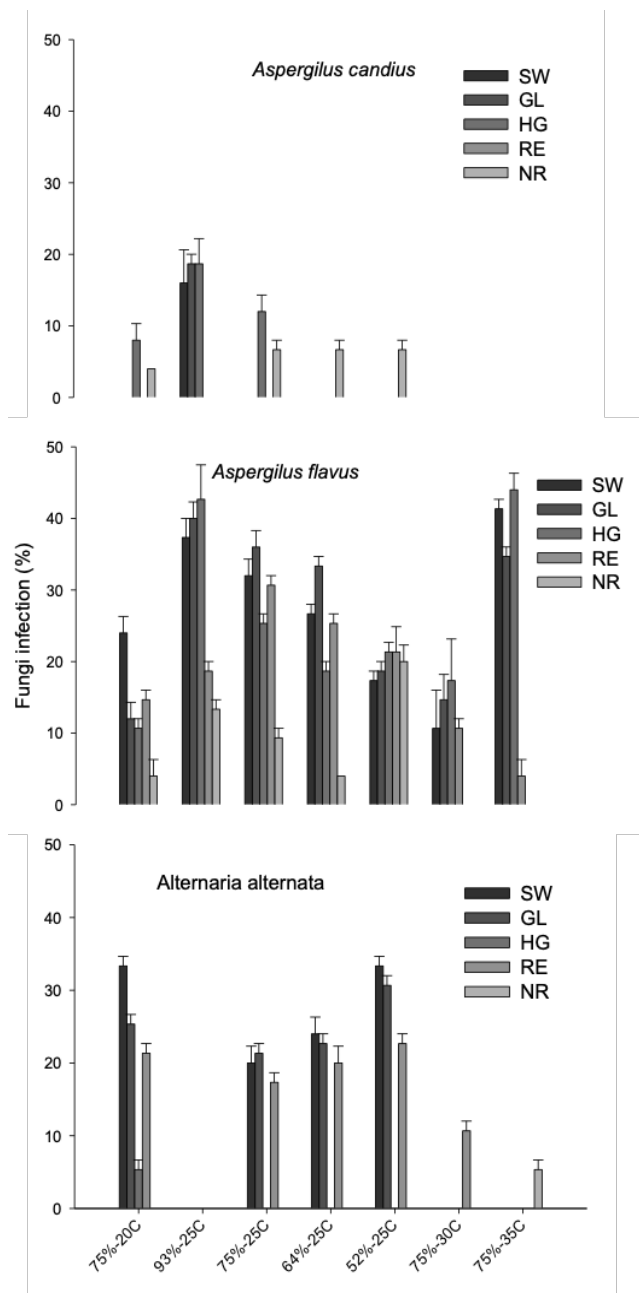 50
Aspergilus candius
SW
GL
40
HG
RE
NR
30
20
10
0
50
Aspergilus flavus
SW
GL
40
HG
RE
NR
30
Fungi infection (%)
20
10
0
50
Alternaria alternata
SW
GL
40
HG
RE
NR
30
20
10
0
75%-20C
93%-25C
75%-25C
64%-25C
52%-25C
75%-30C
75%-35C